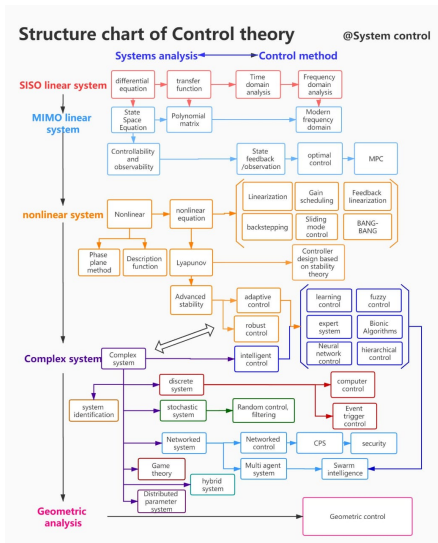 Structure chart of Control theory
@System control
Systems analysis
Control method
SISO linear system
differential
equation
transfer
function
Time
domain
analysis
Frequency
domain
analysis
MIMO linear
system
State
Space
Equation
Polynomial
matrix
Modern
frequency
domain
Controllability
and
observability
State
feedback
/observation
optimal
control
MPC
nonlinear system
Nonlinear
nonlinear
equation
Linearization
Gain
scheduling
Feedback
linearization
backstepping
Sliding
mode
control
BANG-
BANG
Phase
plane
method
Description
function
Lyapunov
Controller
design based
on stability
theory
Advanced
stability
adaptive
control
robust
control
learning
control
fuzzy
control
expert
system
Bionic
Algorithms
Neural
network
control
hierarchical
control
Complex system
Complex
system
intelligent
control
discrete
system
computer
control
system
identification
Event
trigger
control
stochastic
system
Random control,
filtering
Networked
system
Networked
control
CPS
security
Game
theory
Multi agent
system
Swarm
intelligence
hybrid
system
Distributed
parameter
system
Geometric
analysis
Geometric control